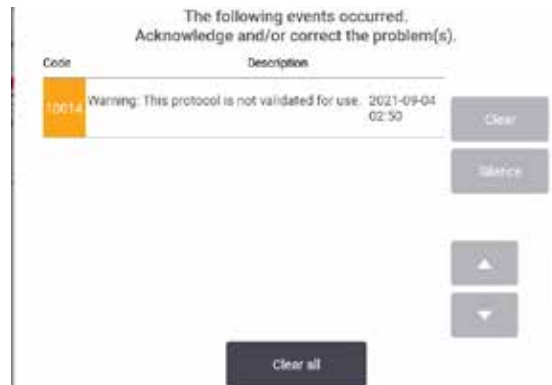 The following events occurred.
Acknowledge and/or correct the problem(s).
Code Description
10014 Warning: This protocol is not validated for use. 2021-09-04
02:50
Clear
Silence
Clear all